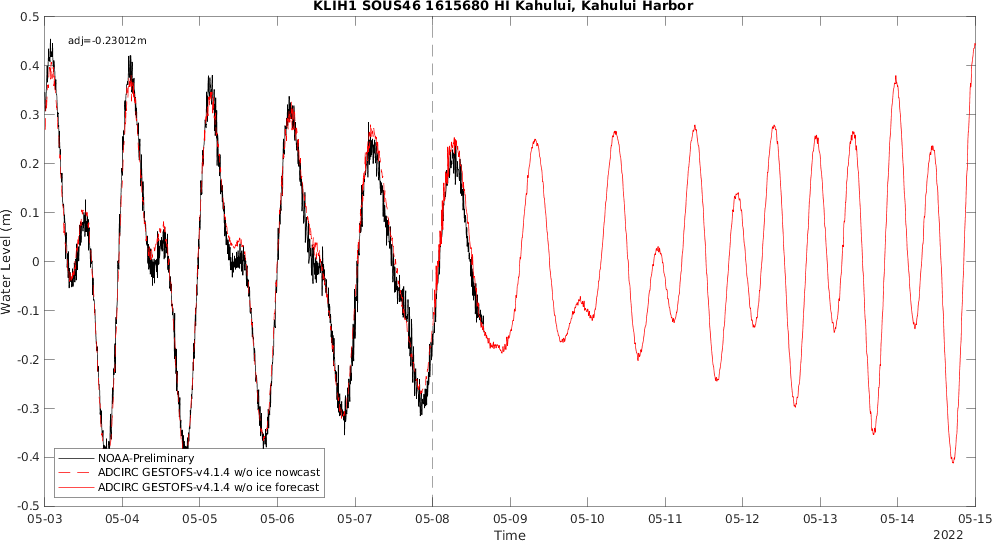 KLIH1 SOUS46 1615680 HI Kahului, Kahului Harbor
adj=-0.23012m
0.5
0.4
0.3
0.2
0.1
0
-0.1
-0.2
-0.3
-0.4
-0.5
Water Level (m)
NOAA-Preliminary
ADCIRC GESTOFS-v4.1.4 w/o ice nowcast
ADCIRC GESTOFS-v4.1.4 w/o ice forecast
05-03 05-04 05-05 05-06 05-07 05-08 05-09 05-10 05-11 05-12 05-13 05-14 05-15
Time
2022